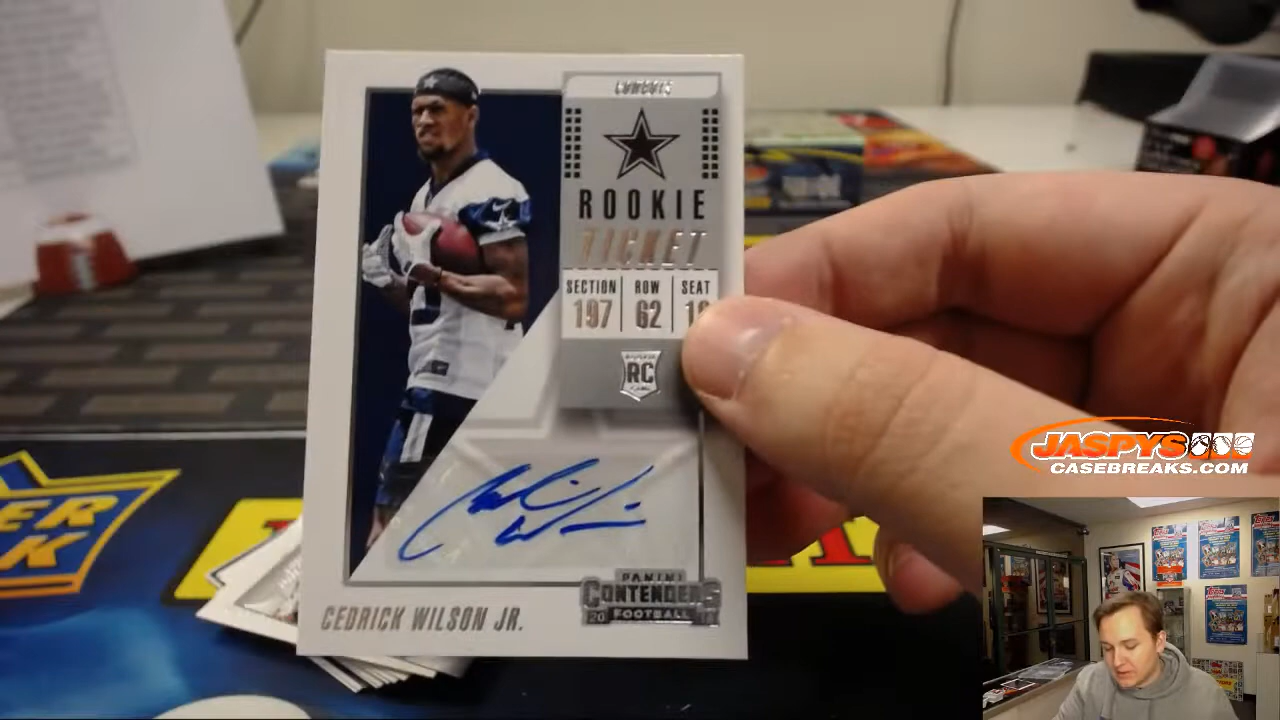 COWBOYS
ROOKIE
TICKET
SECTION ROW SEAT
197 62
RC
PANINI
CONTENDERS
FOOTBALL
CEDRICK WILSON JR.
JASPYS
CASEBREAKS.COM